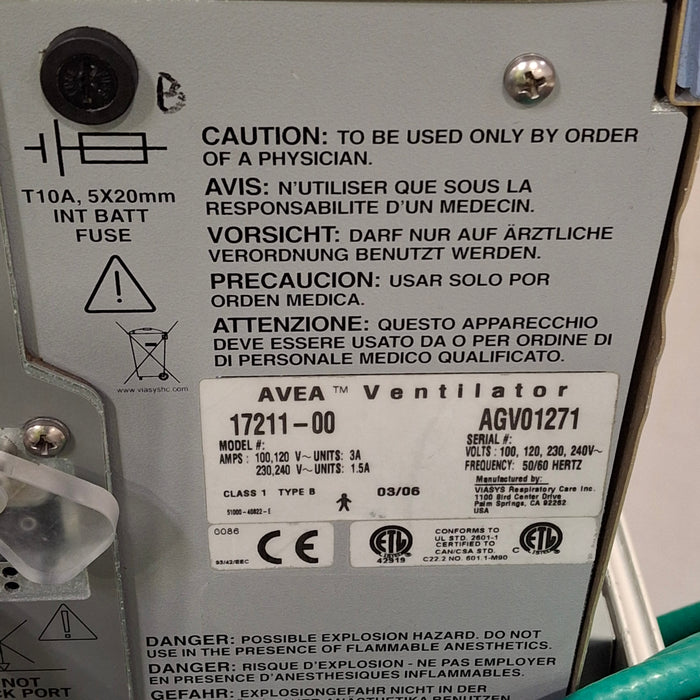 B
CAUTION: TO BE USED ONLY BY ORDER
OF A PHYSICIAN.
T10A, 5X20mm
INT BATT
FUSE
AVIS: N'UTILISER QUE SOUS LA
RESPONSABILITE D'UN MEDECIN.
VORSICHT: DARF NUR AUF ÄRZTLICHE
VERORDNUNG BENUTZT WERDEN.
PRECAUCION: USAR SOLO POR
ORDEN MEDICA.
ATTENZIONE: QUESTO APPARECCHIO
DEVE ESSERE USATO DA O PER ORDINE DI
DI PERSONALE MEDICO QUALIFICATO.
www.viasyshc.com
AVEA™ Ventilator
17211-00
MODEL #:
AMPS: 100,120 V~ UNITS: 3A
230,240 V~ UNITS: 1.5A
AGV01271
SERIAL #:
VOLTS: 100, 120, 230, 240V~
FREQUENCY: 50/60 HERTZ
CLASS 1 TYPE B
03/06
51000-40822-E
Manufactured by:
VIASYS Respiratory Care Inc.
1100 Bird Center Drive
Palm Springs, CA 92262
USA
0086
CE
93/42/EEC
ETL
LISTED
42919
CONFORMS TO
UL STD. 2601-1
CERTIFIED TO
CAN/CSA STD.
C22.2 NO. 601.1-M90
C
ETL
LISTED
DANGER: POSSIBLE EXPLOSION HAZARD. DO NOT
USE IN THE PRESENCE OF FLAMMABLE ANESTHETICS.
DANGER: RISQUE D'EXPLOSION - NE PAS EMPLOYER
EN PRESENCE D'ANESTHESIQUES INFLAMMABLES.
GEFAHR: EXPLOSIONGEFAHR NICHT IN DER
NOT
CK PORT